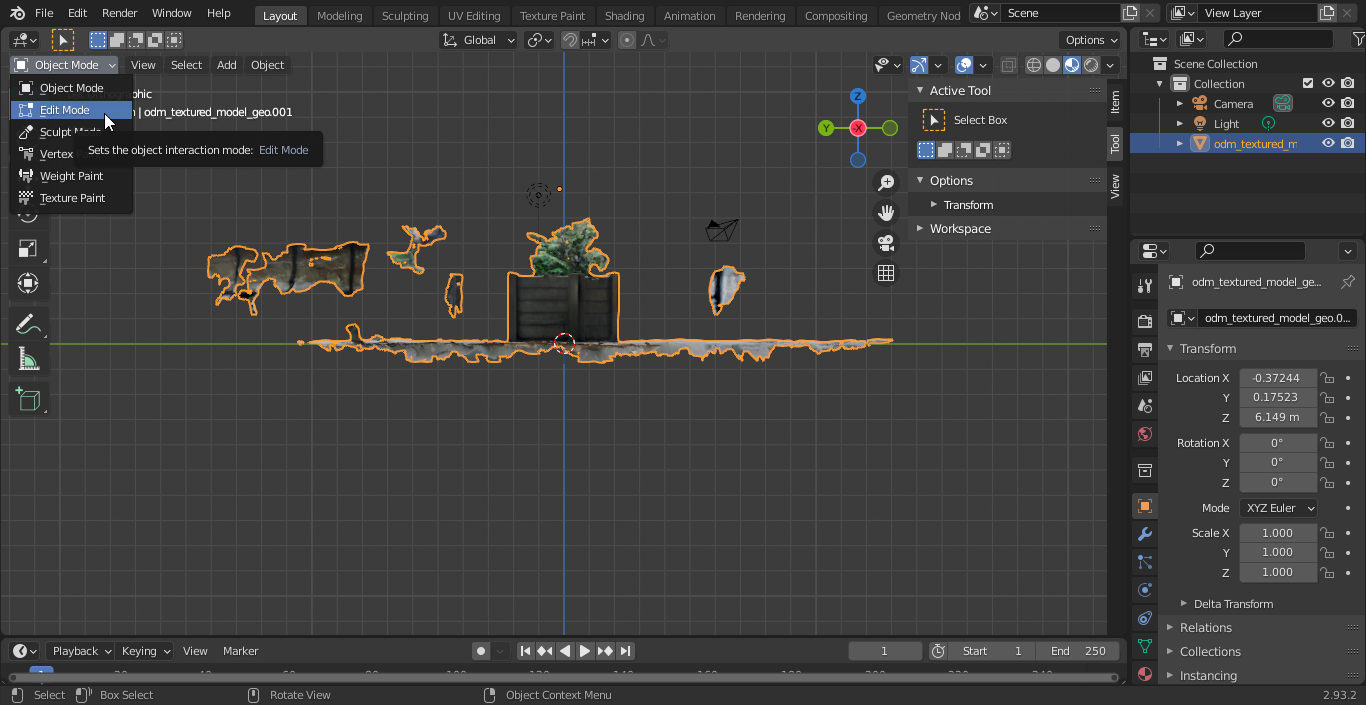 File Edit Render Window Help Layout Modeling Sculpting UV Editing Texture Paint Shading Animation Rendering Compositing Geometry Nod Scene View Layer
Global Options
Object Mode View Select Add Object
Object Mode
Edit Mode
Sculpt Mode
Vertex
Weight Paint
Texture Paint
Sets the object interaction mode: Edit Mode
| odm_textured_model_geo.001
Z
Y
X
Active Tool
Select Box
Options
Transform
Workspace
Item
Tool
View
Scene Collection
Collection
Camera
Light
odm_textured_m
odm_textured_model_ge...
odm_textured_model_geo.0...
Transform
Location X -0.37244
Y 0.17523
Z 6.149 m
Rotation X 0°
Y 0°
Z 0°
Mode XYZ Euler
Scale X 1.000
Y 1.000
Z 1.000
Delta Transform
Relations
Collections
Instancing
Playback Keying View Marker 1 Start 1 End 250
Select Box Select Rotate View Object Context Menu 2.93.2